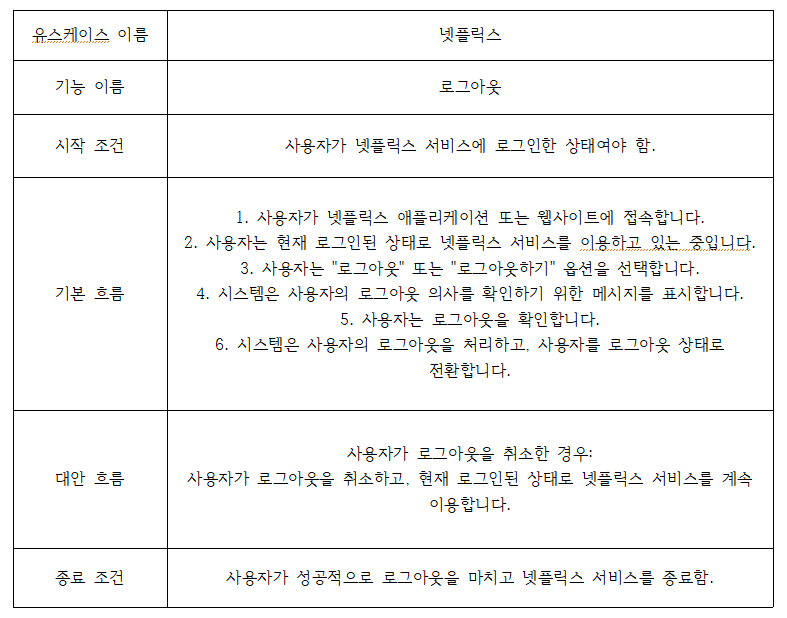 유스케이스 이름
넷플릭스
기능 이름
로그아웃
시작 조건
사용자가 넷플릭스 서비스에 로그인한 상태여야 함.
기본 흐름
1. 사용자가 넷플릭스 애플리케이션 또는 웹사이트에 접속합니다.
2. 사용자는 현재 로그인된 상태로 넷플릭스 서비스를 이용하고 있는 중입니다.
3. 사용자는 "로그아웃" 또는 "로그아웃하기" 옵션을 선택합니다.
4. 시스템은 사용자의 로그아웃 의사를 확인하기 위한 메시지를 표시합니다.
5. 사용자는 로그아웃을 확인합니다.
6. 시스템은 사용자의 로그아웃을 처리하고, 사용자를 로그아웃 상태로
전환합니다.
대안 흐름
사용자가 로그아웃을 취소한 경우:
사용자가 로그아웃을 취소하고, 현재 로그인된 상태로 넷플릭스 서비스를 계속
이용합니다.
종료 조건
사용자가 성공적으로 로그아웃을 마치고 넷플릭스 서비스를 종료함.